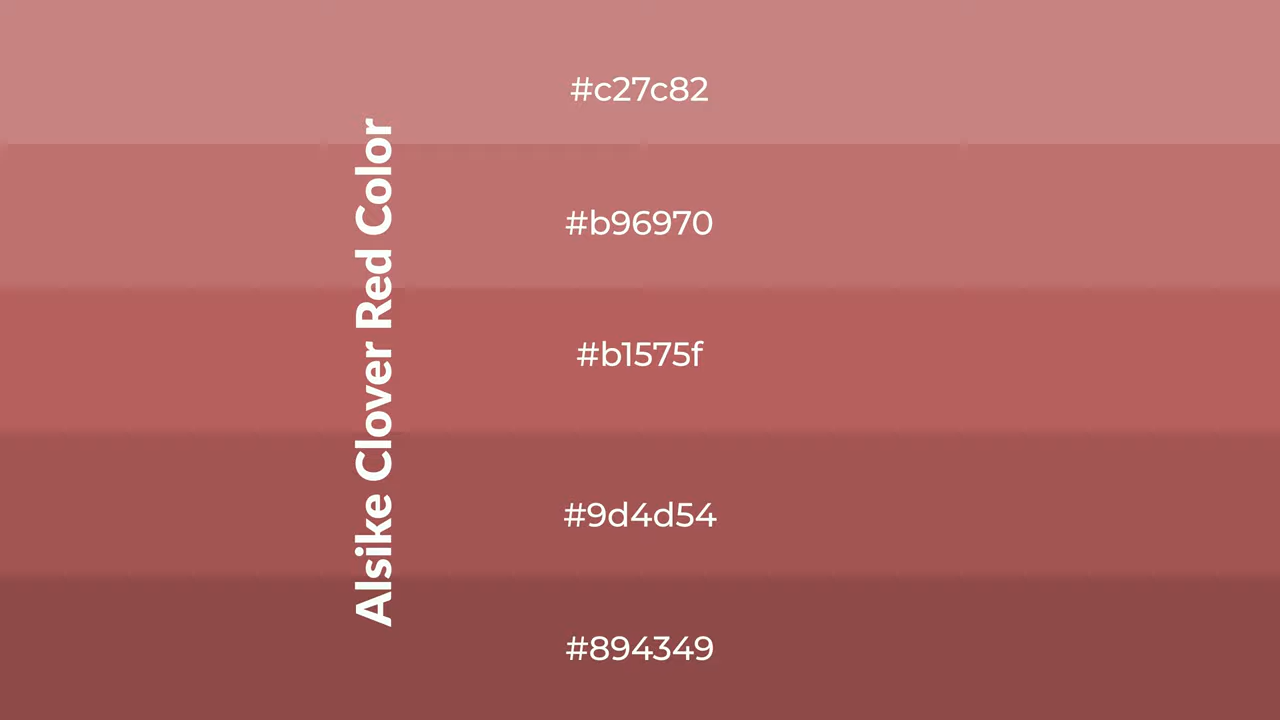 Alsike Clover Red Color
#c27c82
#b96970
#b1575f
#9d4d54
#894349